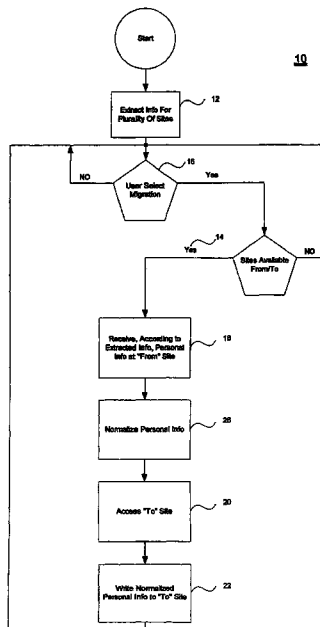 Start
10
Extract Info For
Plurality Of Sites
12
16
NO
User Select
Migration
Yes
Yes
14
Sites Available
From/To
NO
Receive, According to
Extracted Info, Personal
Info at "From" Site
18
Normalize Personal Info
26
Access "To" Site
20
Write Normalized
Personal Info to "To" Site
22